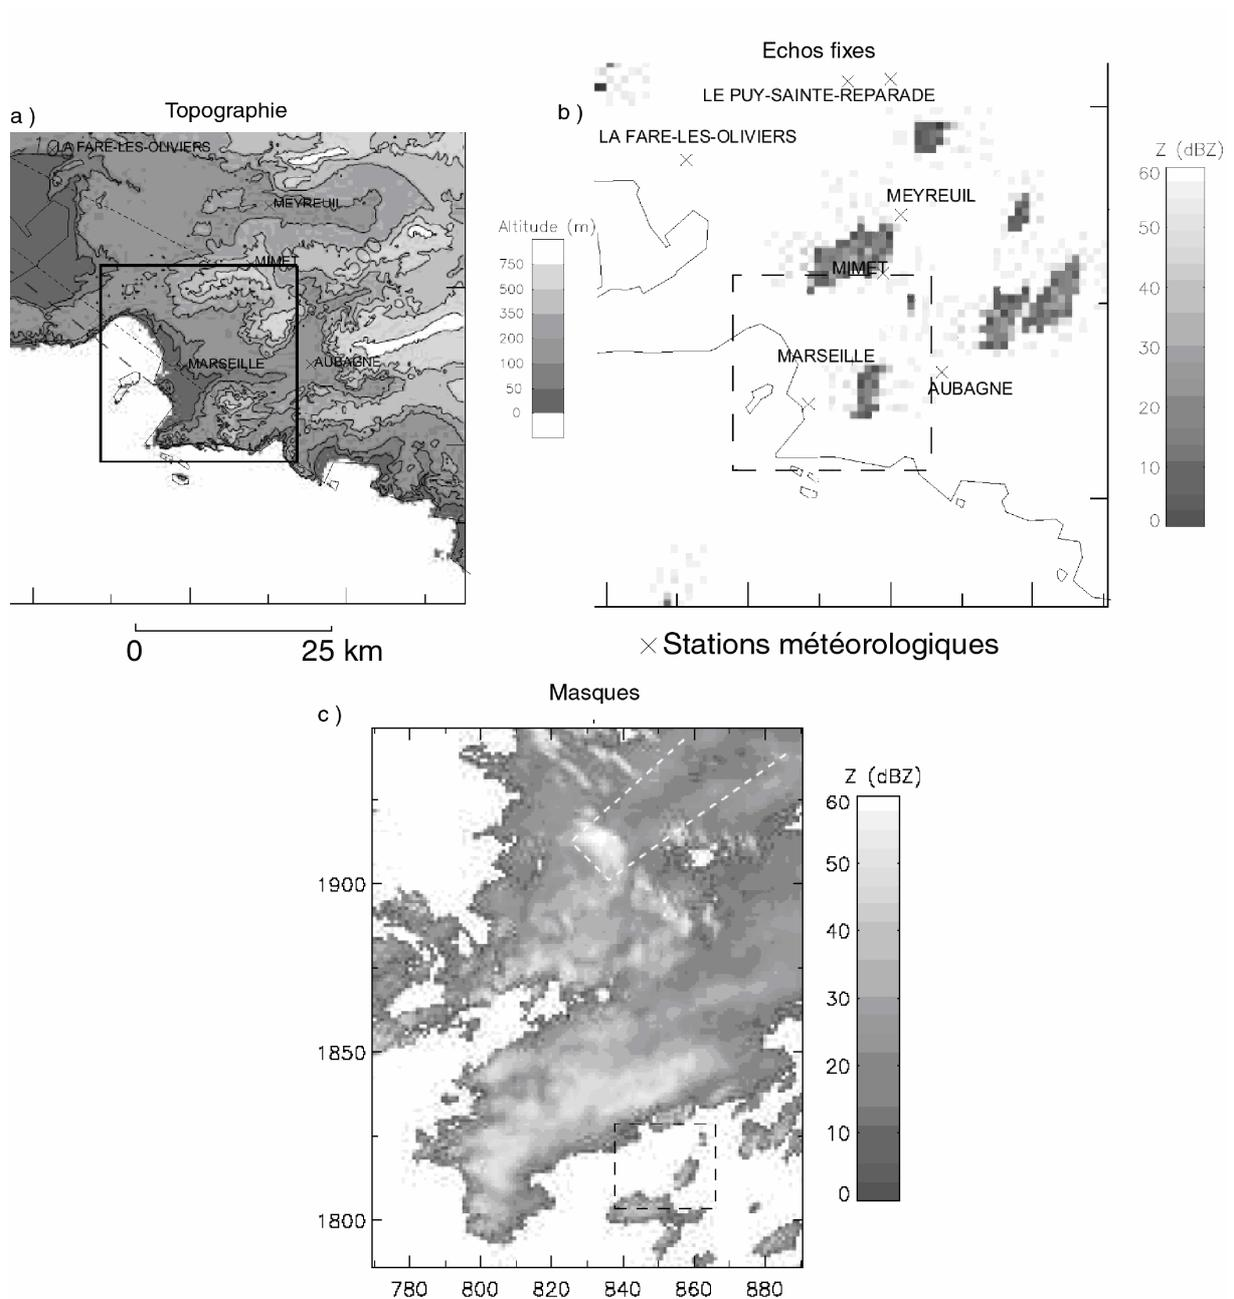 Echos fixes
LE PUY-SAINTE-REPARADE
a) Topographie
b)
LA FARE-LES-OLIVIERS
LA FARE-LES-OLIVIERS
Z (dBZ)
60
50
40
30
20
10
0
MEYREUIL
MEYREUIL
Altitude (m)
750
500
350
200
100
50
0
MIMET
MIMET
MARSEILLE
AUBAGNE
MARSEILLE
AUBAGNE
0 25 km
× Stations météorologiques
Masques
c)
Z (dBZ)
60
50
40
30
20
10
0
1900
1850
1800
780 800 820 840 860 880